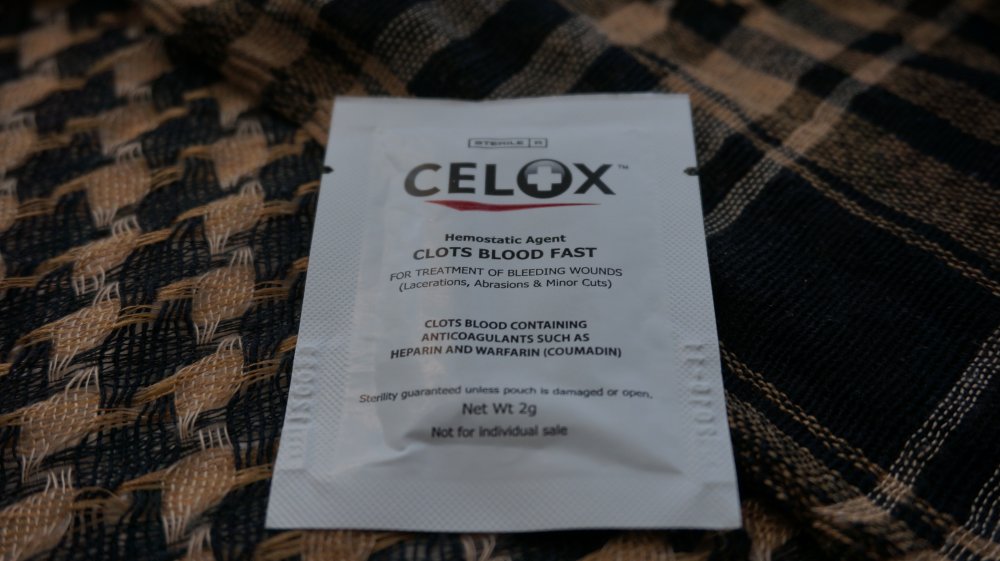 STERILE R
CELOX™
Hemostatic Agent
CLOTS BLOOD FAST
FOR TREATMENT OF BLEEDING WOUNDS
(Lacerations, Abrasions & Minor Cuts)
CLOTS BLOOD CONTAINING
ANTICOAGULANTS SUCH AS
HEPARIN AND WARFARIN (COUMADIN)
Sterility guaranteed unless pouch is damaged or open.
Net Wt 2g
Not for individual sale